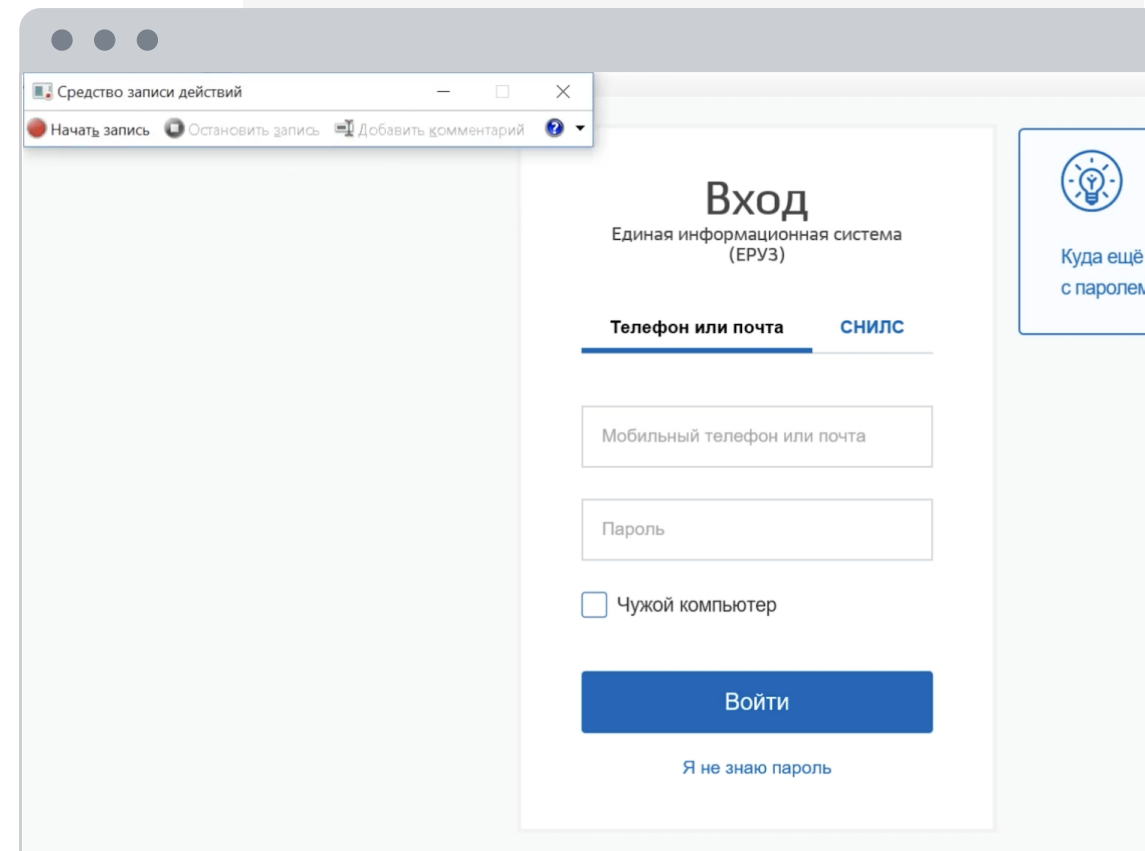 Средство записи действий
Начать запись Остановить запись Добавить комментарий
Вход
Единая информационная система
(ЕРУЗ)
Телефон или почта СНИЛС
Мобильный телефон или почта
Пароль
Чужой компьютер
Войти
Я не знаю пароль
Куда ещё
с паролем